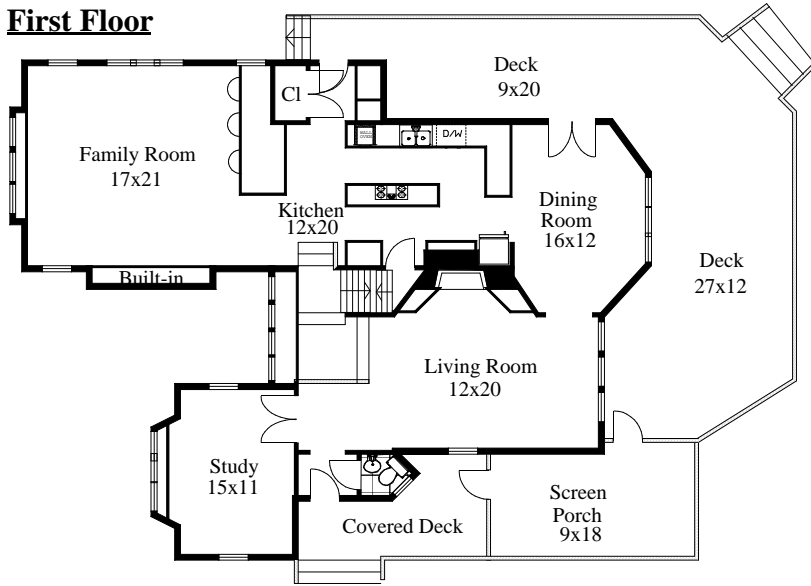 First Floor
Deck
9x20
Cl
Family Room
17x21
D/W
Kitchen
12x20
Dining
Room
16x12
Deck
27x12
Built-in
Living Room
12x20
Study
15x11
Covered Deck
Screen
Porch
9x18